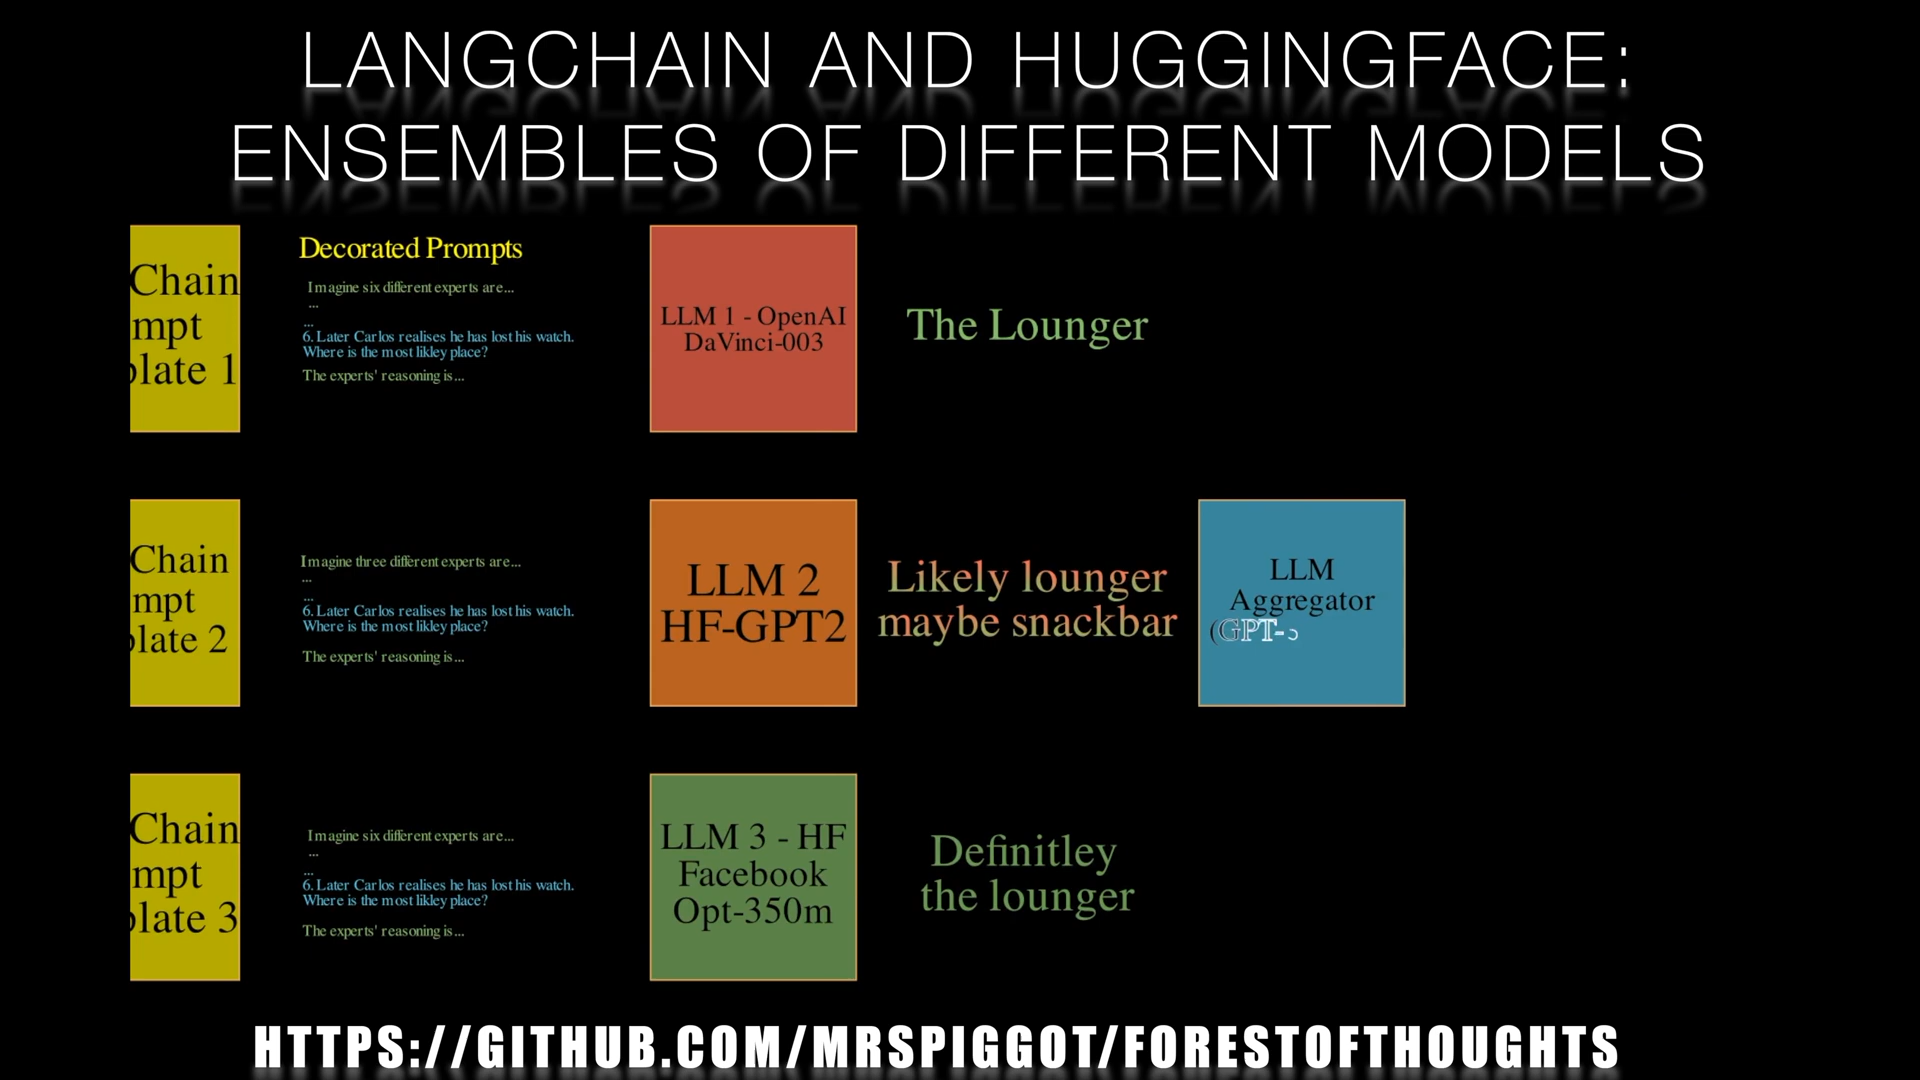 LANGCHAIN AND HUGGINGFACE:
ENSEMBLES OF DIFFERENT MODELS
Chain
mpt
late 1
Decorated Prompts
Imagine six different experts are...
...
...
6. Later Carlos realises he has lost his watch.
Where is the most likley place?
The experts' reasoning is...
LLM 1 - OpenAI
DaVinci-003
The Lounger
Chain
mpt
late 2
Imagine three different experts are...
...
...
6. Later Carlos realises he has lost his watch.
Where is the most likley place?
The experts' reasoning is...
LLM 2
HF-GPT2
Likely lounger
maybe snackbar
LLM
Aggregator
(GPT-
Chain
mpt
late 3
Imagine six different experts are...
...
...
6. Later Carlos realises he has lost his watch.
Where is the most likley place?
The experts' reasoning is...
LLM 3 - HF
Facebook
Opt-350m
Definitley
the lounger
HTTPS://GITHUB.COM/MRSPIGGOT/FORESTOFTHOUGHTS